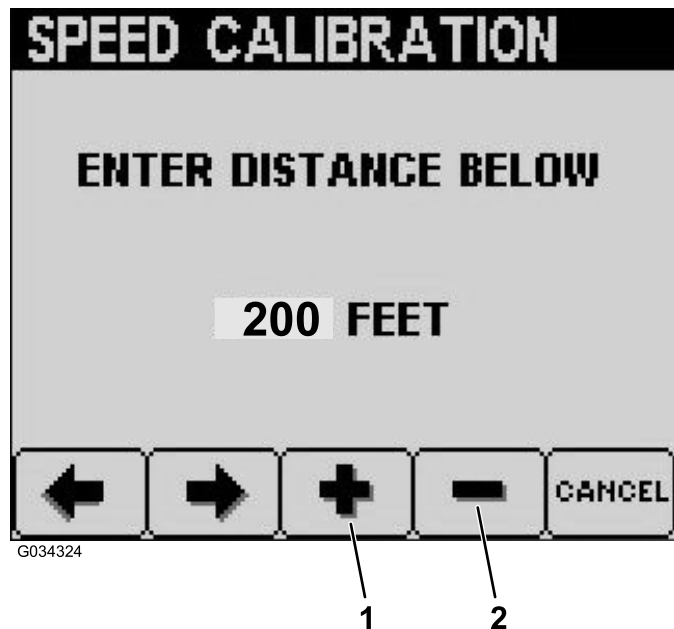 SPEED CALIBRATION
ENTER DISTANCE BELOW
200 FEET
CANCEL
G034324
1 2